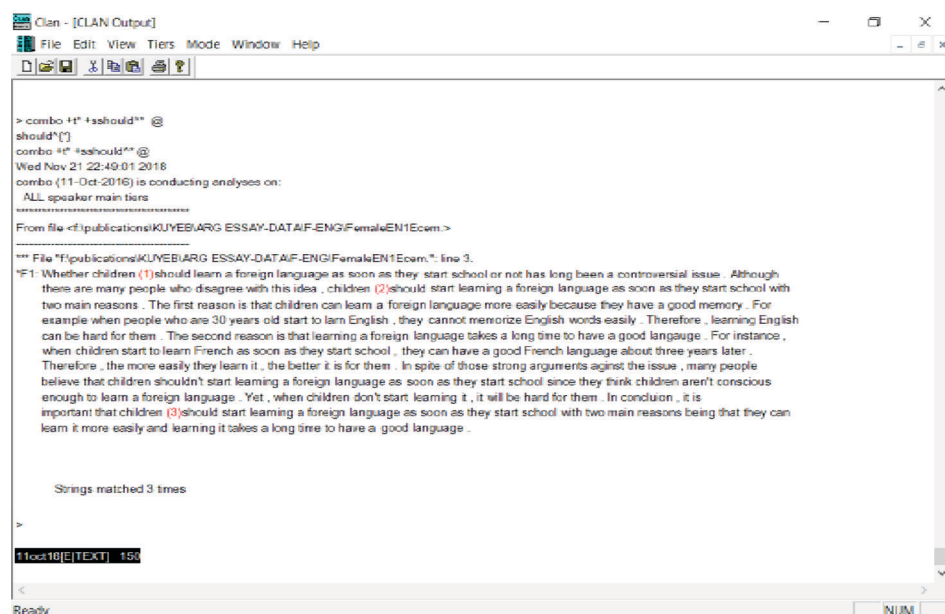 Clan - [CLAN Output]
File Edit View Tiers Mode Window Help
> combo +t* +sshould^* @
should^{*}
combo +t* +sshould^* @
Wed Nov 21 22:49:01 2018
combo (11-Oct-2016) is conducting analyses on:
ALL speaker main tiers
****************************************
From file <f:\publications\KUYEB\ARG ESSAY-DATA\F-ENG\FemaleEN1Ecem.>
----------------------------------------
*** File "f:\publications\KUYEB\ARG ESSAY-DATA\F-ENG\FemaleEN1Ecem.": line 3.
*F1: Whether children (1)should learn a foreign language as soon as they start school or not has long been a controversial issue . Although
there are many people who disagree with this idea , children (2)should start learning a foreign language as soon as they start school with
two main reasons . The first reason is that children can learn a foreign language more easily because they have a good memory . For
example when people who are 30 years old start to larn English , they cannot memorize English words easily . Therefore , learning English
can be hard for them . The second reason is that learning a foreign language takes a long time to have a good langauge . For instance ,
when children start to learn French as soon as they start school , they can have a good French language about three years later .
Therefore , the more easily they learn it , the better it is for them . In spite of those strong arguments aginst the issue , many people
believe that children shouldn't start learning a foreign language as soon as they start school since they think children aren't conscious
enough to learn a foreign language . Yet , when children don't start learning it , it will be hard for them . In concluion , it is
important that children (3)should start learning a foreign language as soon as they start school with two main reasons being that they can
learn it more easily and learning it takes a long time to have a good language .
Strings matched 3 times
>
11oct16[E|TEXT] 150
Ready
NUM